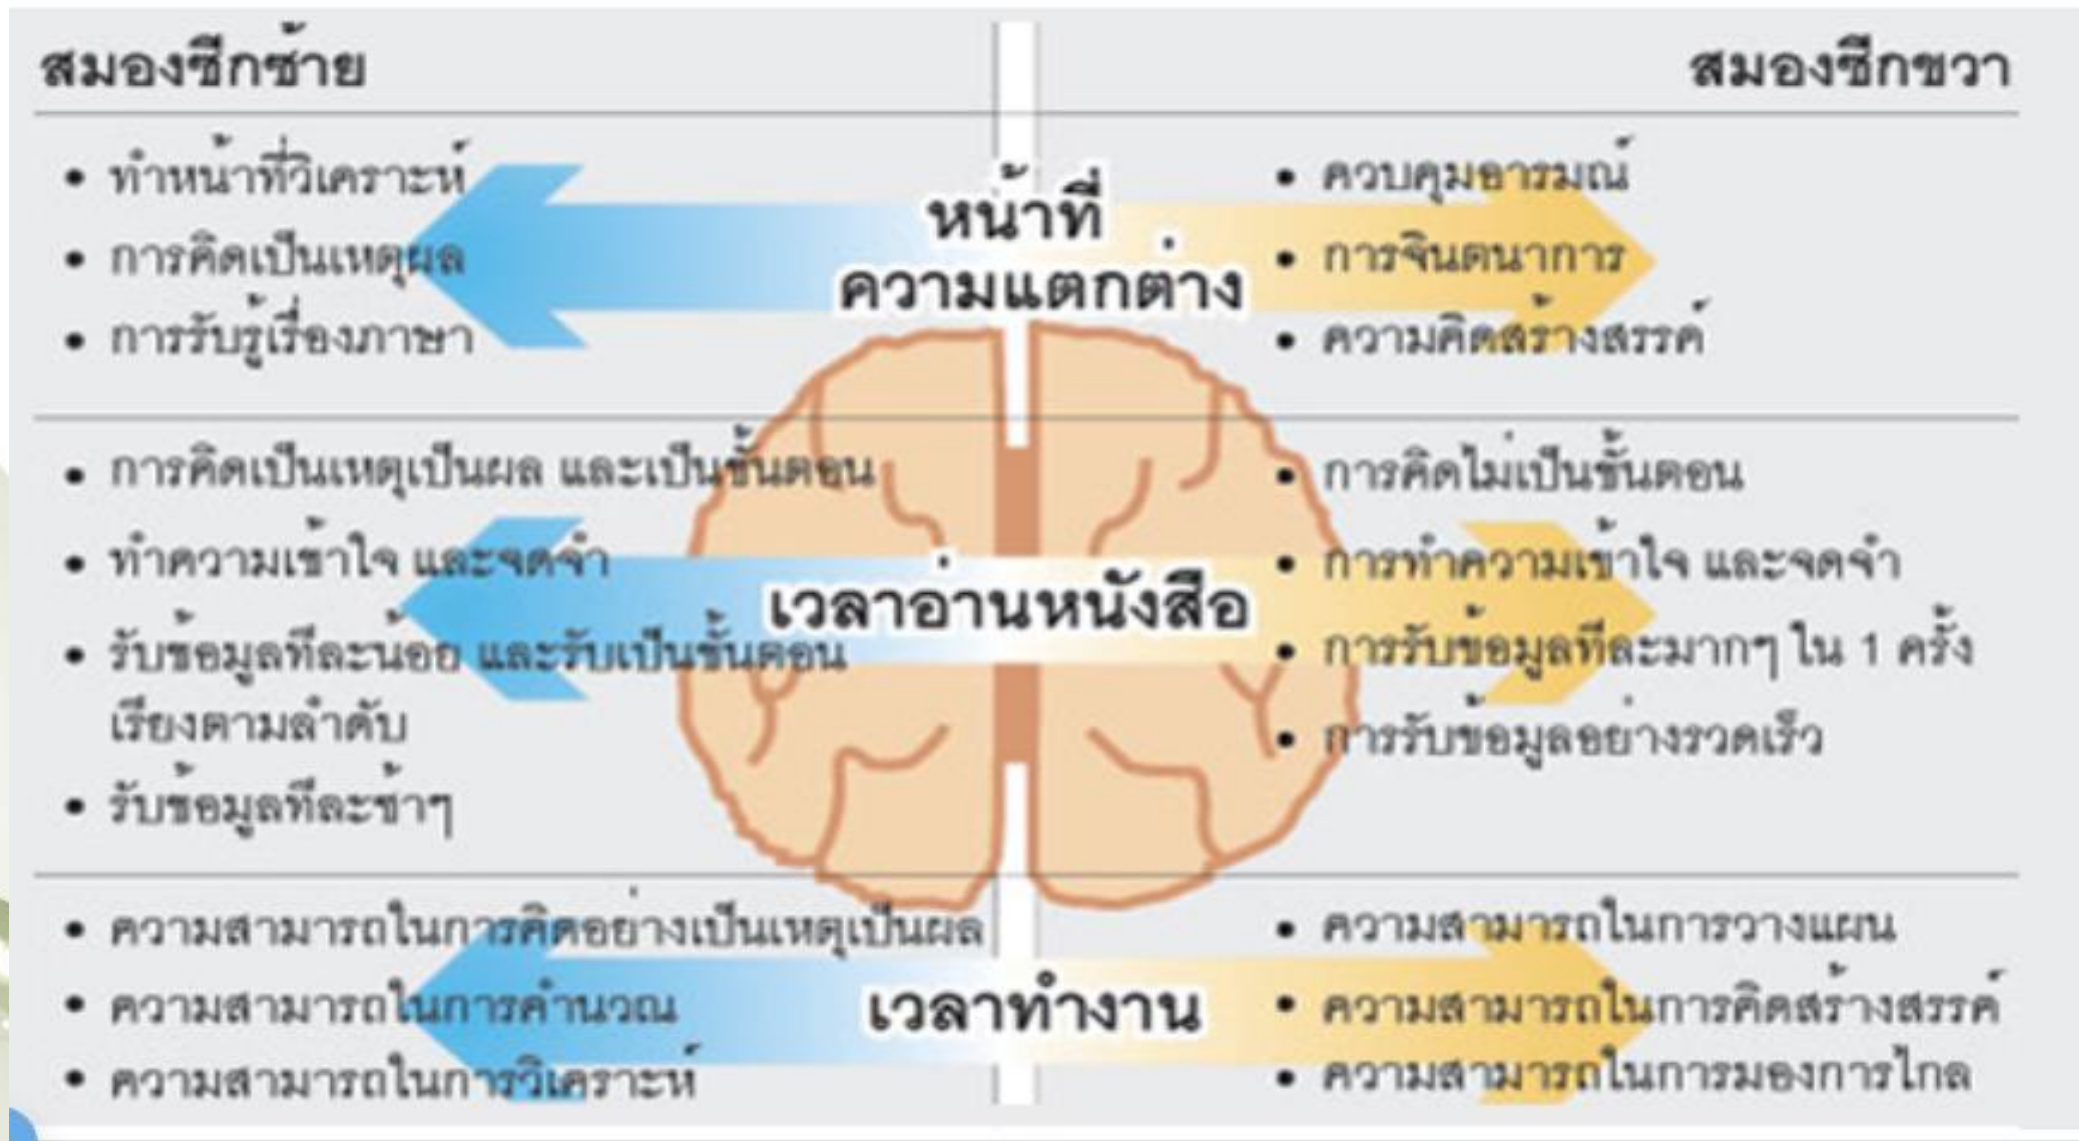 สมองซีกซ้าย
สมองซีกขวา
หน้าที่
ความแตกต่าง
• ทำหน้าที่วิเคราะห์
• การคิดเป็นเหตุผล
• การรับรู้เรื่องภาษา
• ควบคุมอารมณ์
• การจินตนาการ
• ความคิดสร้างสรรค์
เวลาอ่านหนังสือ
• การคิดเป็นเหตุเป็นผล และเป็นขั้นตอน
• ทำความเข้าใจ และจดจำ
• รับข้อมูลทีละน้อย และรับเป็นขั้นตอน
เรียงตามลำดับ
• รับข้อมูลทีละช้าๆ
• การคิดไม่เป็นขั้นตอน
• การทำความเข้าใจ และจดจำ
• การรับข้อมูลทีละมากๆ ใน 1 ครั้ง
• การรับข้อมูลอย่างรวดเร็ว
เวลาทำงาน
• ความสามารถในการคิดอย่างเป็นเหตุเป็นผล
• ความสามารถในการคำนวณ
• ความสามารถในการวิเคราะห์
• ความสามารถในการวางแผน
• ความสามารถในการคิดสร้างสรรค์
• ความสามารถในการมองการไกล